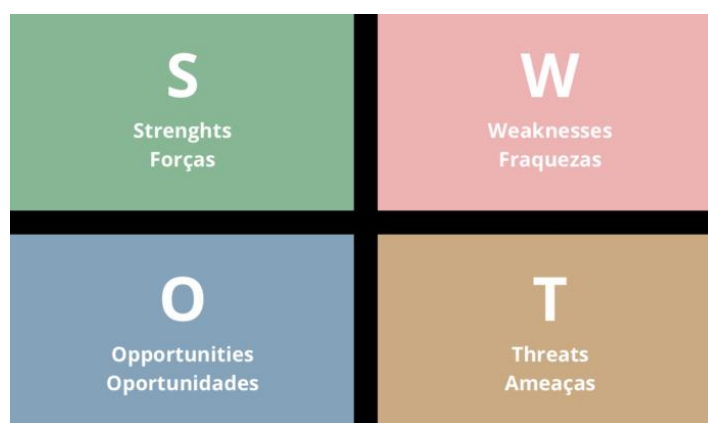 S
Strenghts
Forças
W
Weaknesses
Fraquezas
O
Opportunities
Oportunidades
T
Threats
Ameaças